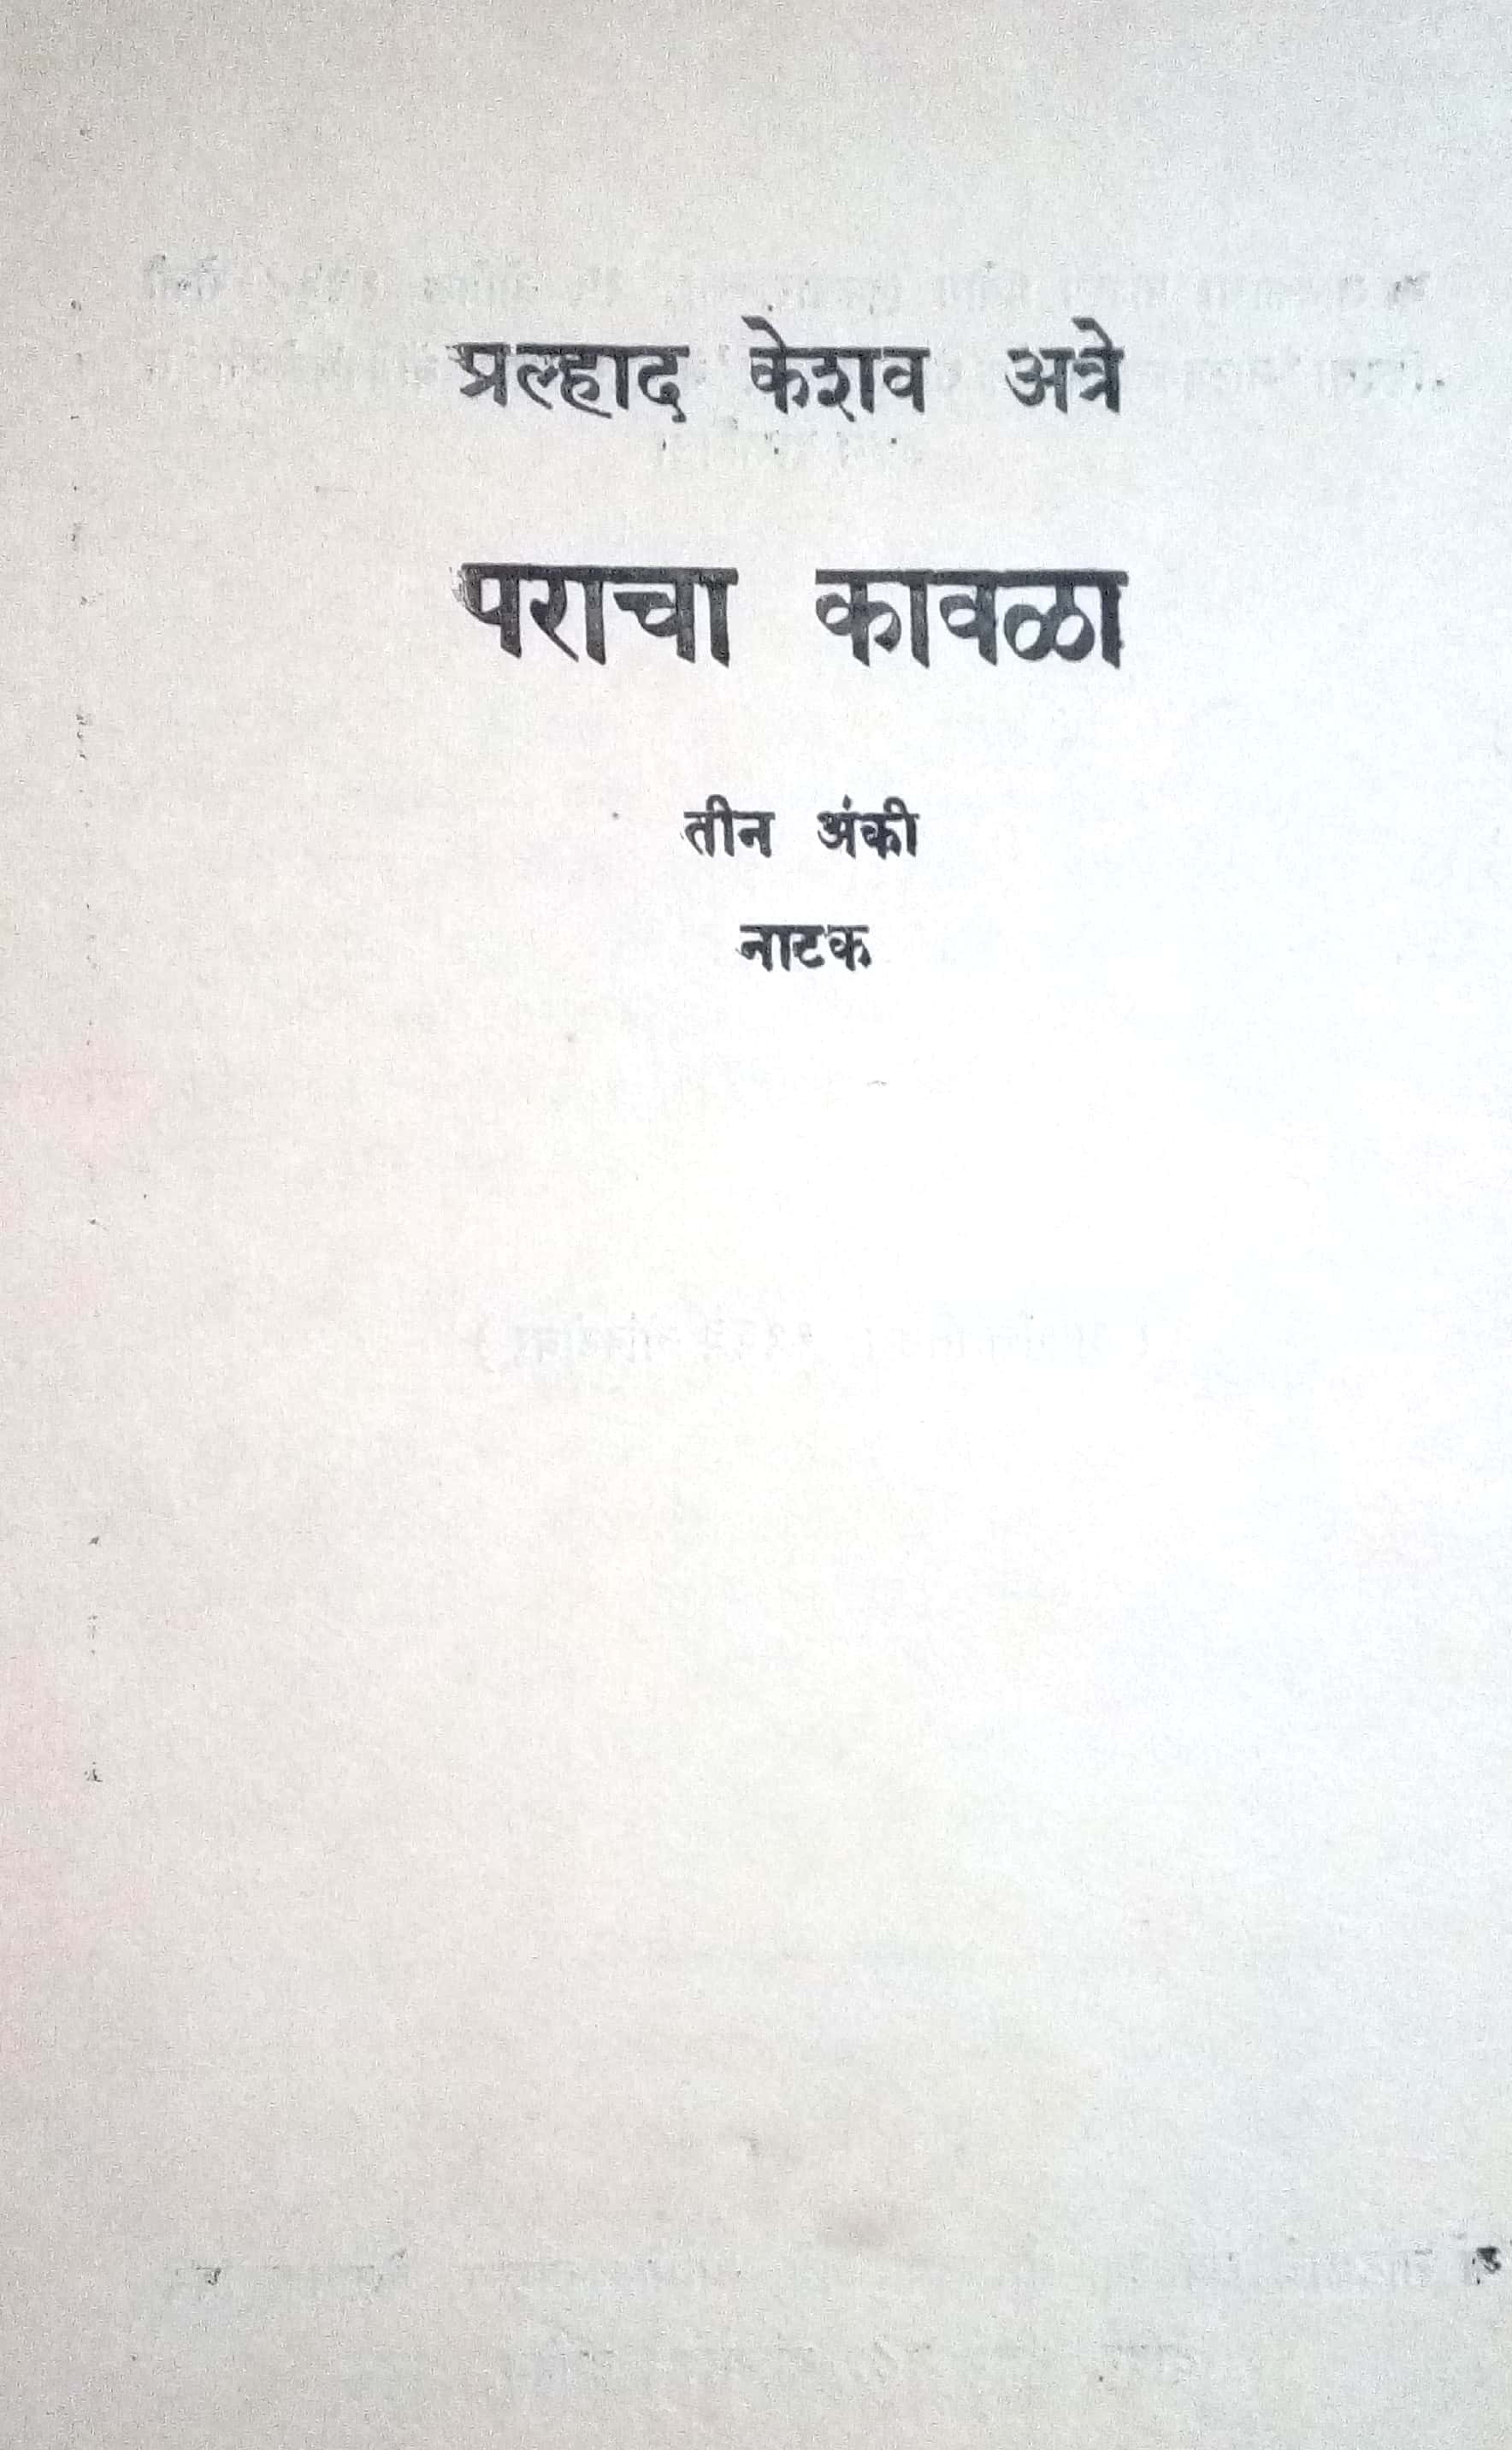 प्रल्हाद केशव अत्रे
पराचा कावळा
तीन अंकी
नाटक